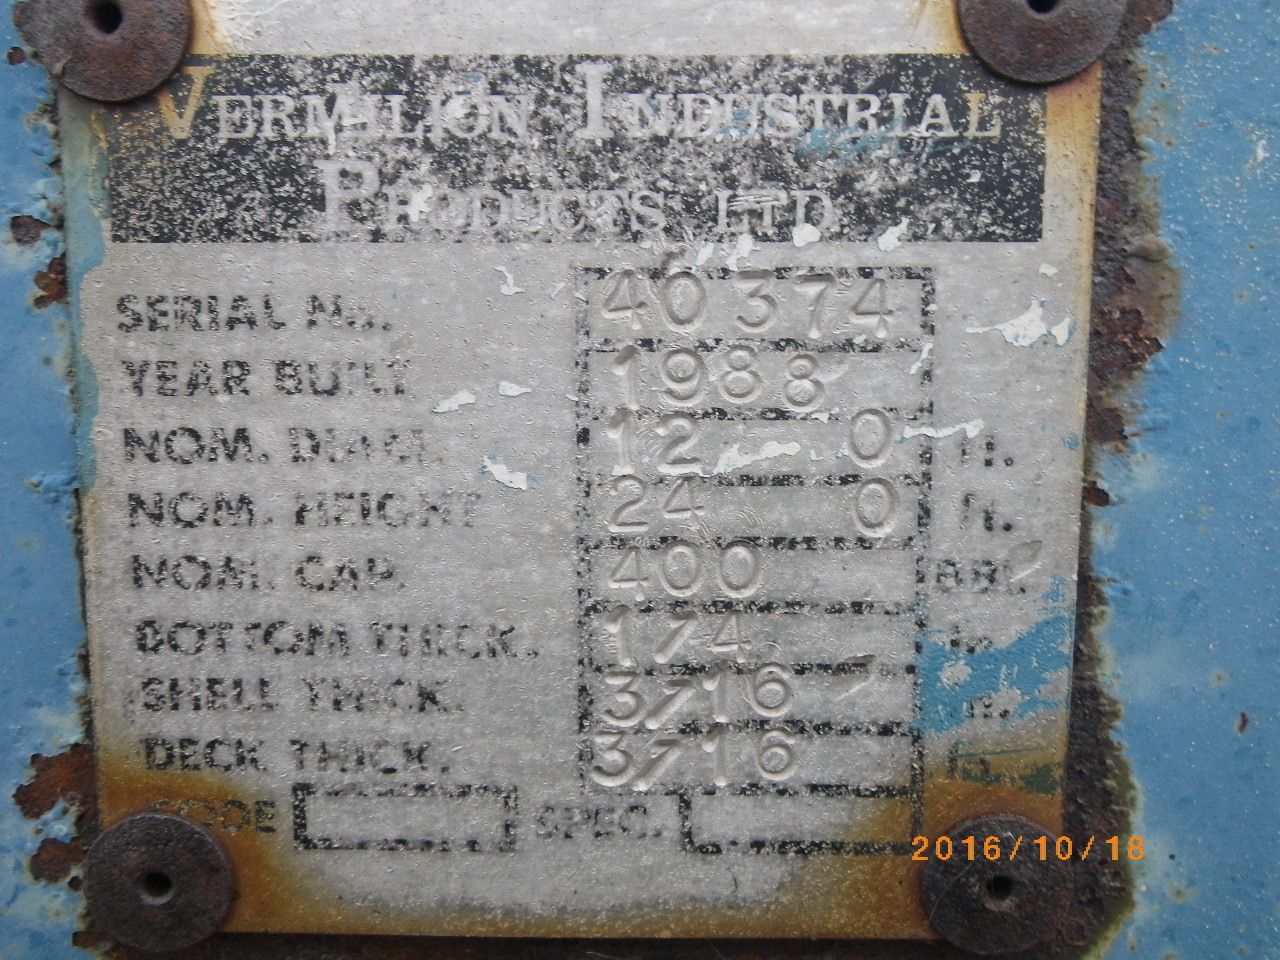 VERMILION INDUSTRIAL
PRODUCTS LTD
SERIAL No. 40374
YEAR BUILT 1988
NOM. DIAM. 12 0 ft.
NOM. HEIGHT 24 0 ft.
NOM. CAP. 400 BBL.
BOTTOM THICK. 1/4 in.
SHELL THICK. 3/16 in.
DECK THICK. 3/16 in.
CODE SPEC.
2016/10/18